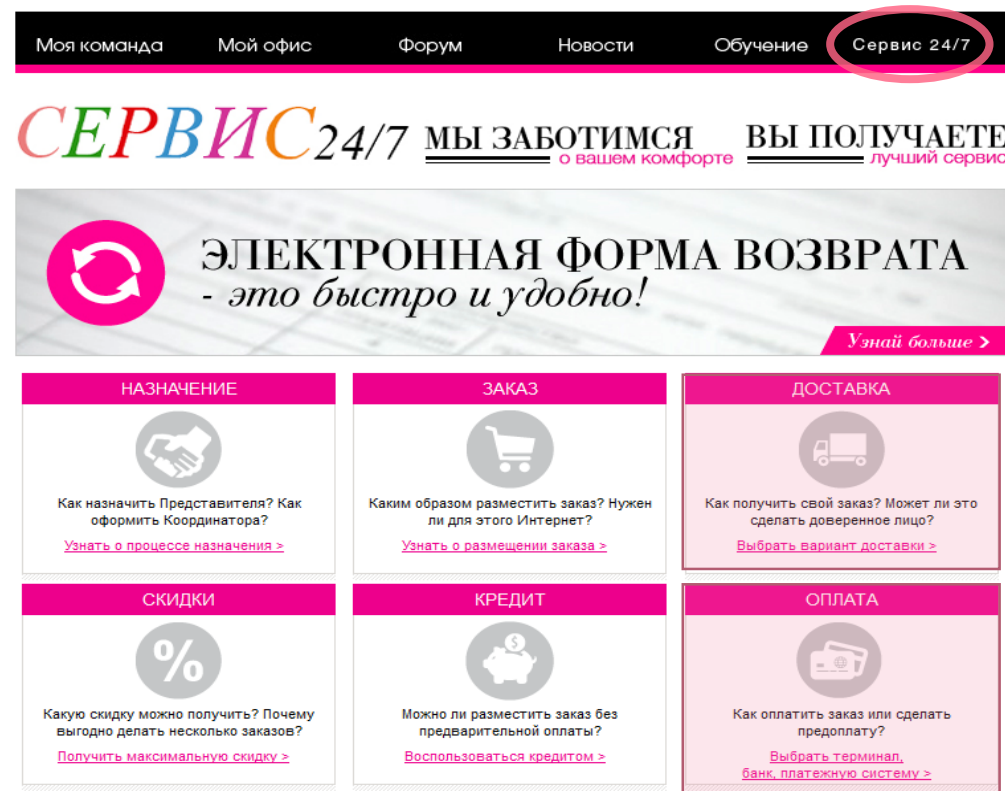 Моя команда Мой офис Форум Новости Обучение Сервис 24/7
СЕРВИС 24/7 МЫ ЗАБОТИМСЯ ВЫ ПОЛУЧАЕТЕ
о вашем комфорте лучший сервис
ЭЛЕКТРОННАЯ ФОРМА ВОЗВРАТА
- это быстро и удобно!
Узнай больше >
НАЗНАЧЕНИЕ
Как назначить Представителя? Как
оформить Координатора?
Узнать о процессе назначения >
ЗАКАЗ
Каким образом разместить заказ? Нужен
ли для этого Интернет?
Узнать о размещении заказа >
ДОСТАВКА
Как получить свой заказ? Может ли это
сделать доверенное лицо?
Выбрать вариант доставки >
СКИДКИ
%
Какую скидку можно получить? Почему
выгодно делать несколько заказов?
Получить максимальную скидку >
КРЕДИТ
$
Можно ли разместить заказ без
предварительной оплаты?
Воспользоваться кредитом >
ОПЛАТА
Как оплатить заказ или сделать
предоплату?
Выбрать терминал,
банк, платежную систему >